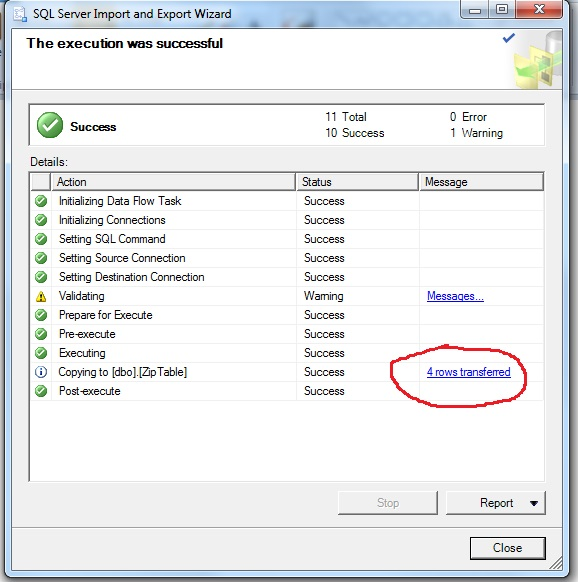 SQL Server Import and Export Wizard
The execution was successful
Success
11 Total 0 Error
10 Success 1 Warning
Details:
Action Status Message
Initializing Data Flow Task Success
Initializing Connections Success
Setting SQL Command Success
Setting Source Connection Success
Setting Destination Connection Success
Validating Warning Messages...
Prepare for Execute Success
Pre-execute Success
Executing Success
Copying to [dbo].[ZipTable] Success 4 rows transferred
Post-execute Success
Stop Report
Close